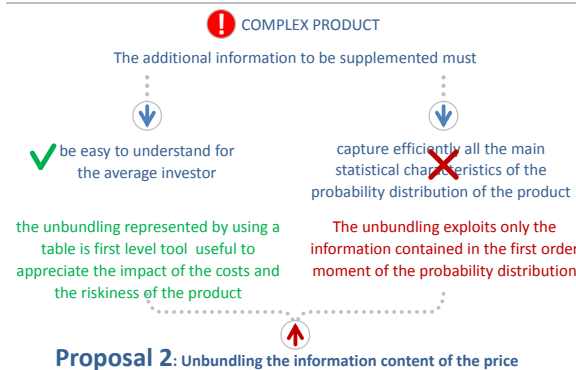 COMPLEX PRODUCT
The additional information to be supplemented must
be easy to understand for
the average investor
capture efficiently all the main
statistical characteristics of the
probability distribution of the product
the unbundling represented by using a
table is first level tool useful to
appreciate the impact of the costs and
the riskiness of the product
The unbundling exploits only the
information contained in the first order
moment of the probability distribution
Proposal 2: Unbundling the information content of the price